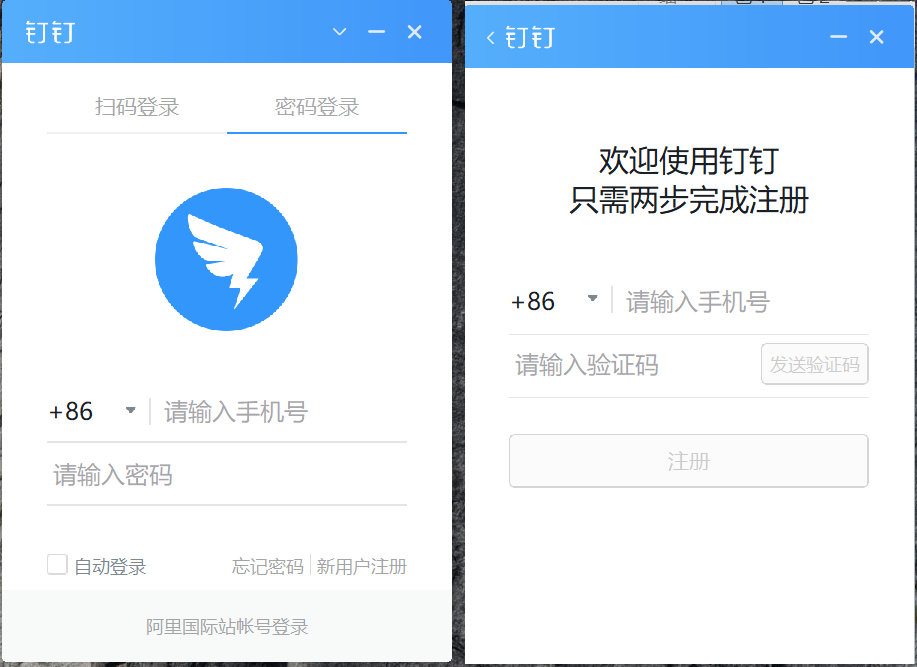 钉钉
扫码登录
密码登录
+86
请输入手机号
请输入密码
自动登录
忘记密码
新用户注册
阿里国际站帐号登录
钉钉
欢迎使用钉钉
只需两步完成注册
+86
请输入手机号
请输入验证码
发送验证码
注册